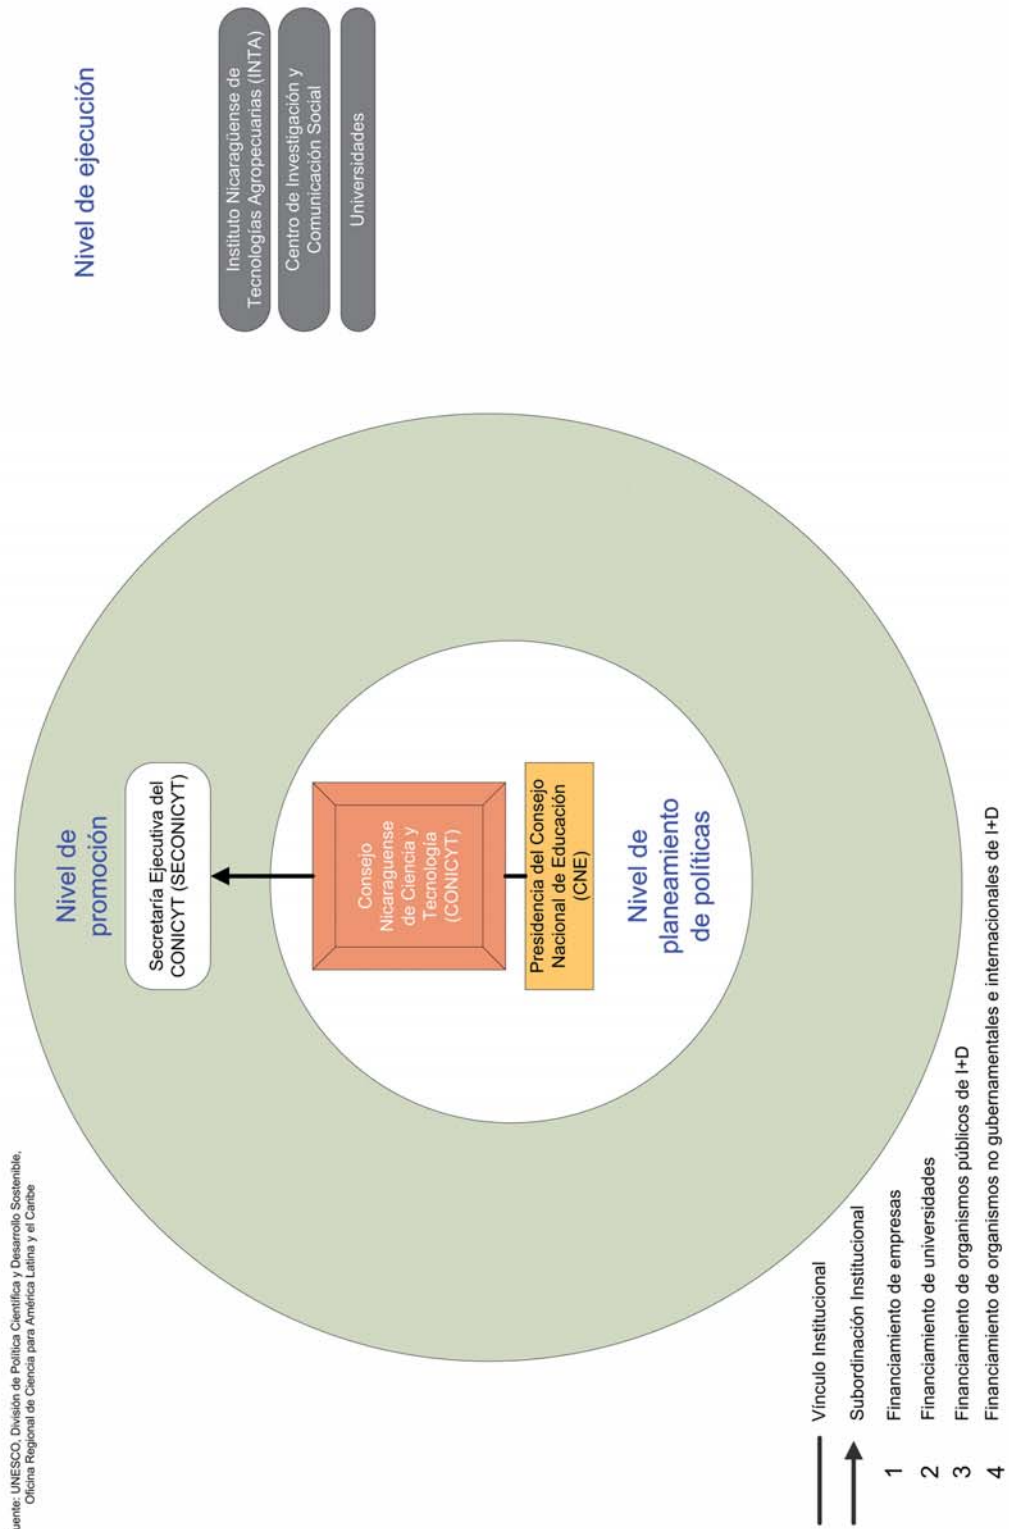 Nivel de ejecución
Instituto Nicaragüense de
Tecnologías Agropecuarias (INTA)
Centro de Investigación y
Comunicación Social
Universidades
Nivel de
promoción
Secretaría Ejecutiva del
CONICYT (SECONICYT)
Consejo
Nicaraguense
de Ciencia y
Tecnología
(CONICYT)
Presidencia del Consejo
Nacional de Educación
(CNE)
Nivel de
planeamiento
de políticas
uente: UNESCO, División de Política Científica y Desarrollo Sostenible,
Oficina Regional de Ciencia para América Latina y el Caribe
Vínculo Institucional
Subordinación Institucional
1 Financiamiento de empresas
2 Financiamiento de universidades
3 Financiamiento de organismos públicos de I+D
4 Financiamiento de organismos no gubernamentales e internacionales de I+D